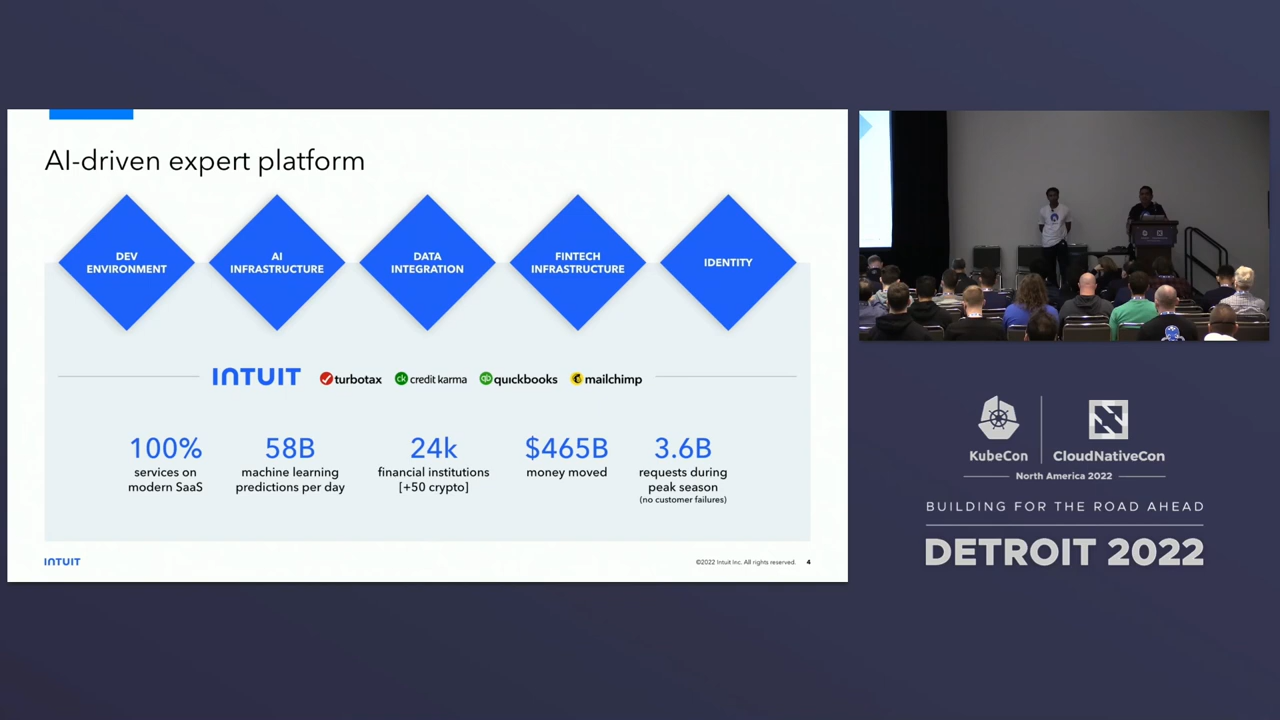 AI-driven expert platform
DEV
ENVIRONMENT
AI
INFRASTRUCTURE
DATA
INTEGRATION
FINTECH
INFRASTRUCTURE
IDENTITY
INTUIT
turbotax
ck credit karma
qb quickbooks
mailchimp
100%
services on
modern SaaS
58B
machine learning
predictions per day
24k
financial institutions
[+50 crypto]
$465B
money moved
3.6B
requests during
peak season
(no customer failures)
INTUIT
©2022 Intuit Inc. All rights reserved.
4
KubeCon
CloudNativeCon
North America 2022
BUILDING FOR THE ROAD AHEAD
DETROIT 2022